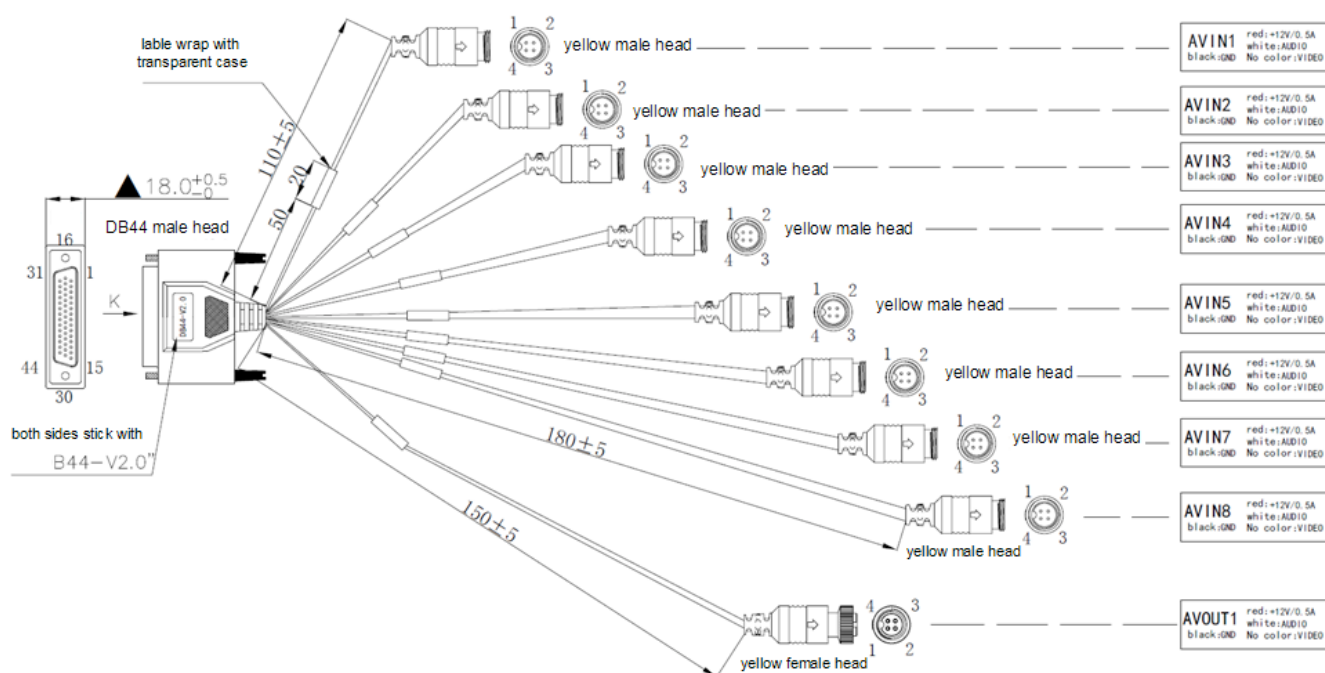 lable wrap with
transparent case
110±5
20
50
▲ 18.0 +0.5 -0
DB44 male head
16
31
1
44
15
30
K
DB44-V2.0
both sides stick with
B44-V2.0"
180±5
150±5
1 2
4 3
yellow male head
AVIN1 red:+12V/0.5A
white:AUDIO
black:GND No color:VIDEO
1 2
4 3
yellow male head
AVIN2 red:+12V/0.5A
white:AUDIO
black:GND No color:VIDEO
1 2
4 3
yellow male head
AVIN3 red:+12V/0.5A
white:AUDIO
black:GND No color:VIDEO
1 2
4 3
yellow male head
AVIN4 red:+12V/0.5A
white:AUDIO
black:GND No color:VIDEO
1 2
4 3
yellow male head
AVIN5 red:+12V/0.5A
white:AUDIO
black:GND No color:VIDEO
1 2
4 3
yellow male head
AVIN6 red:+12V/0.5A
white:AUDIO
black:GND No color:VIDEO
1 2
4 3
yellow male head
AVIN7 red:+12V/0.5A
white:AUDIO
black:GND No color:VIDEO
1 2
4 3
yellow male head
AVIN8 red:+12V/0.5A
white:AUDIO
black:GND No color:VIDEO
4 3
1 2
yellow female head
AVOUT1 red:+12V/0.5A
white:AUDIO
black:GND No color:VIDEO